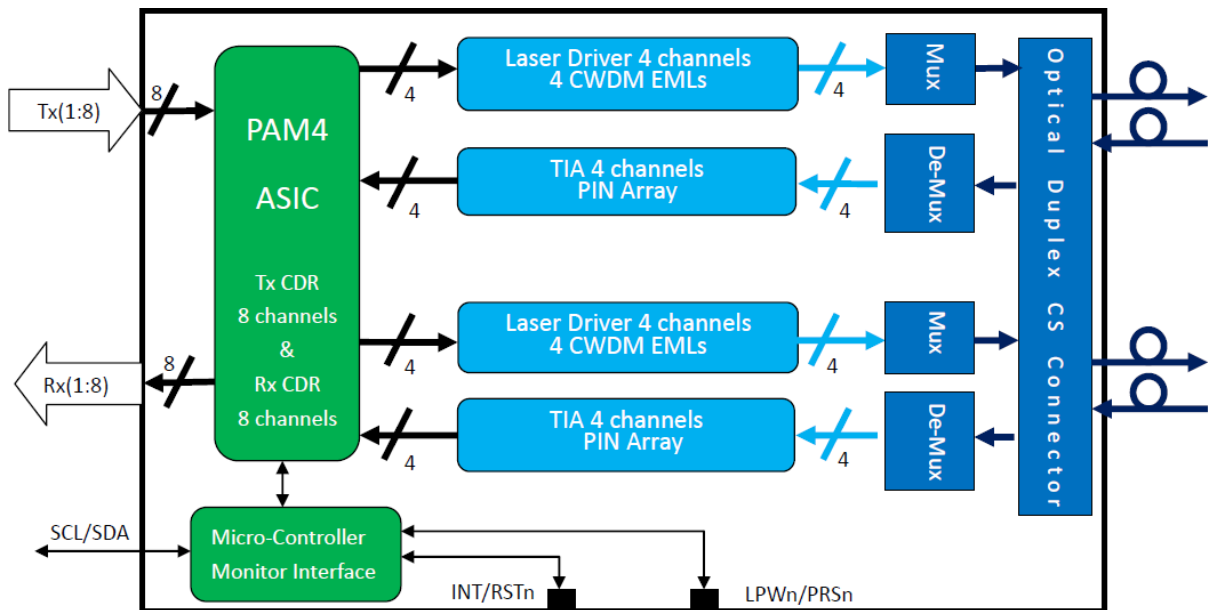 Tx(1:8)
8
PAM4
ASIC
Tx CDR
8 channels
&
Rx CDR
8 channels
4
Laser Driver 4 channels
4 CWDM EMLs
4
Mux
4
TIA 4 channels
PIN Array
4
De-Mux
4
Laser Driver 4 channels
4 CWDM EMLs
4
Mux
Rx(1:8)
8
4
TIA 4 channels
PIN Array
4
De-Mux
Optical Duplex CS Connector
SCL/SDA
Micro-Controller
Monitor Interface
INT/RSTn
LPWn/PRSn